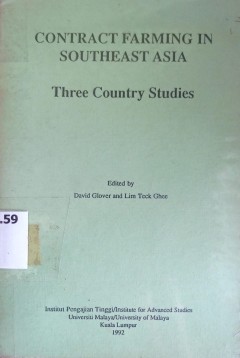 CONTRACT FARMING IN
SOUTHEAST ASIA
Three Country Studies
Edited by
David Glover and Lim Teck Ghee
.59
Institut Pengajian Tinggi/Institute for Advanced Studies
Universiti Malaya/University of Malaya
Kuala Lumpur
1992